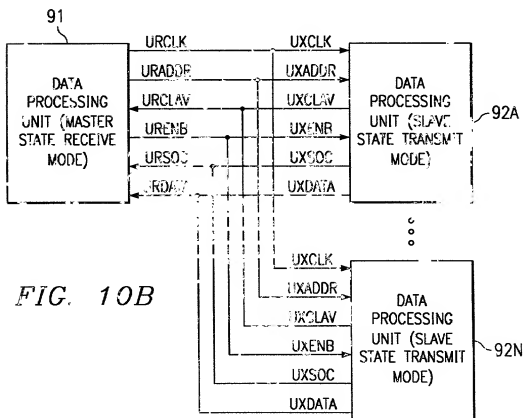 91
URCLK UXCLK
URADDR UXADDR
URCLAV UXCLAV
URENB UXENB
URSOC UXSOC
URDATA UXDATA
DATA
PROCESSING
UNIT (MASTER
STATE RECEIVE
MODE)
DATA
PROCESSING
UNIT (SLAVE
STATE TRANSMIT
MODE)
92A
UXCLK
UXADDR
UXCLAV
UXENB
UXSOC
UXDATA
DATA
PROCESSING
UNIT (SLAVE
STATE TRANSMIT
MODE)
92N
FIG. 10B